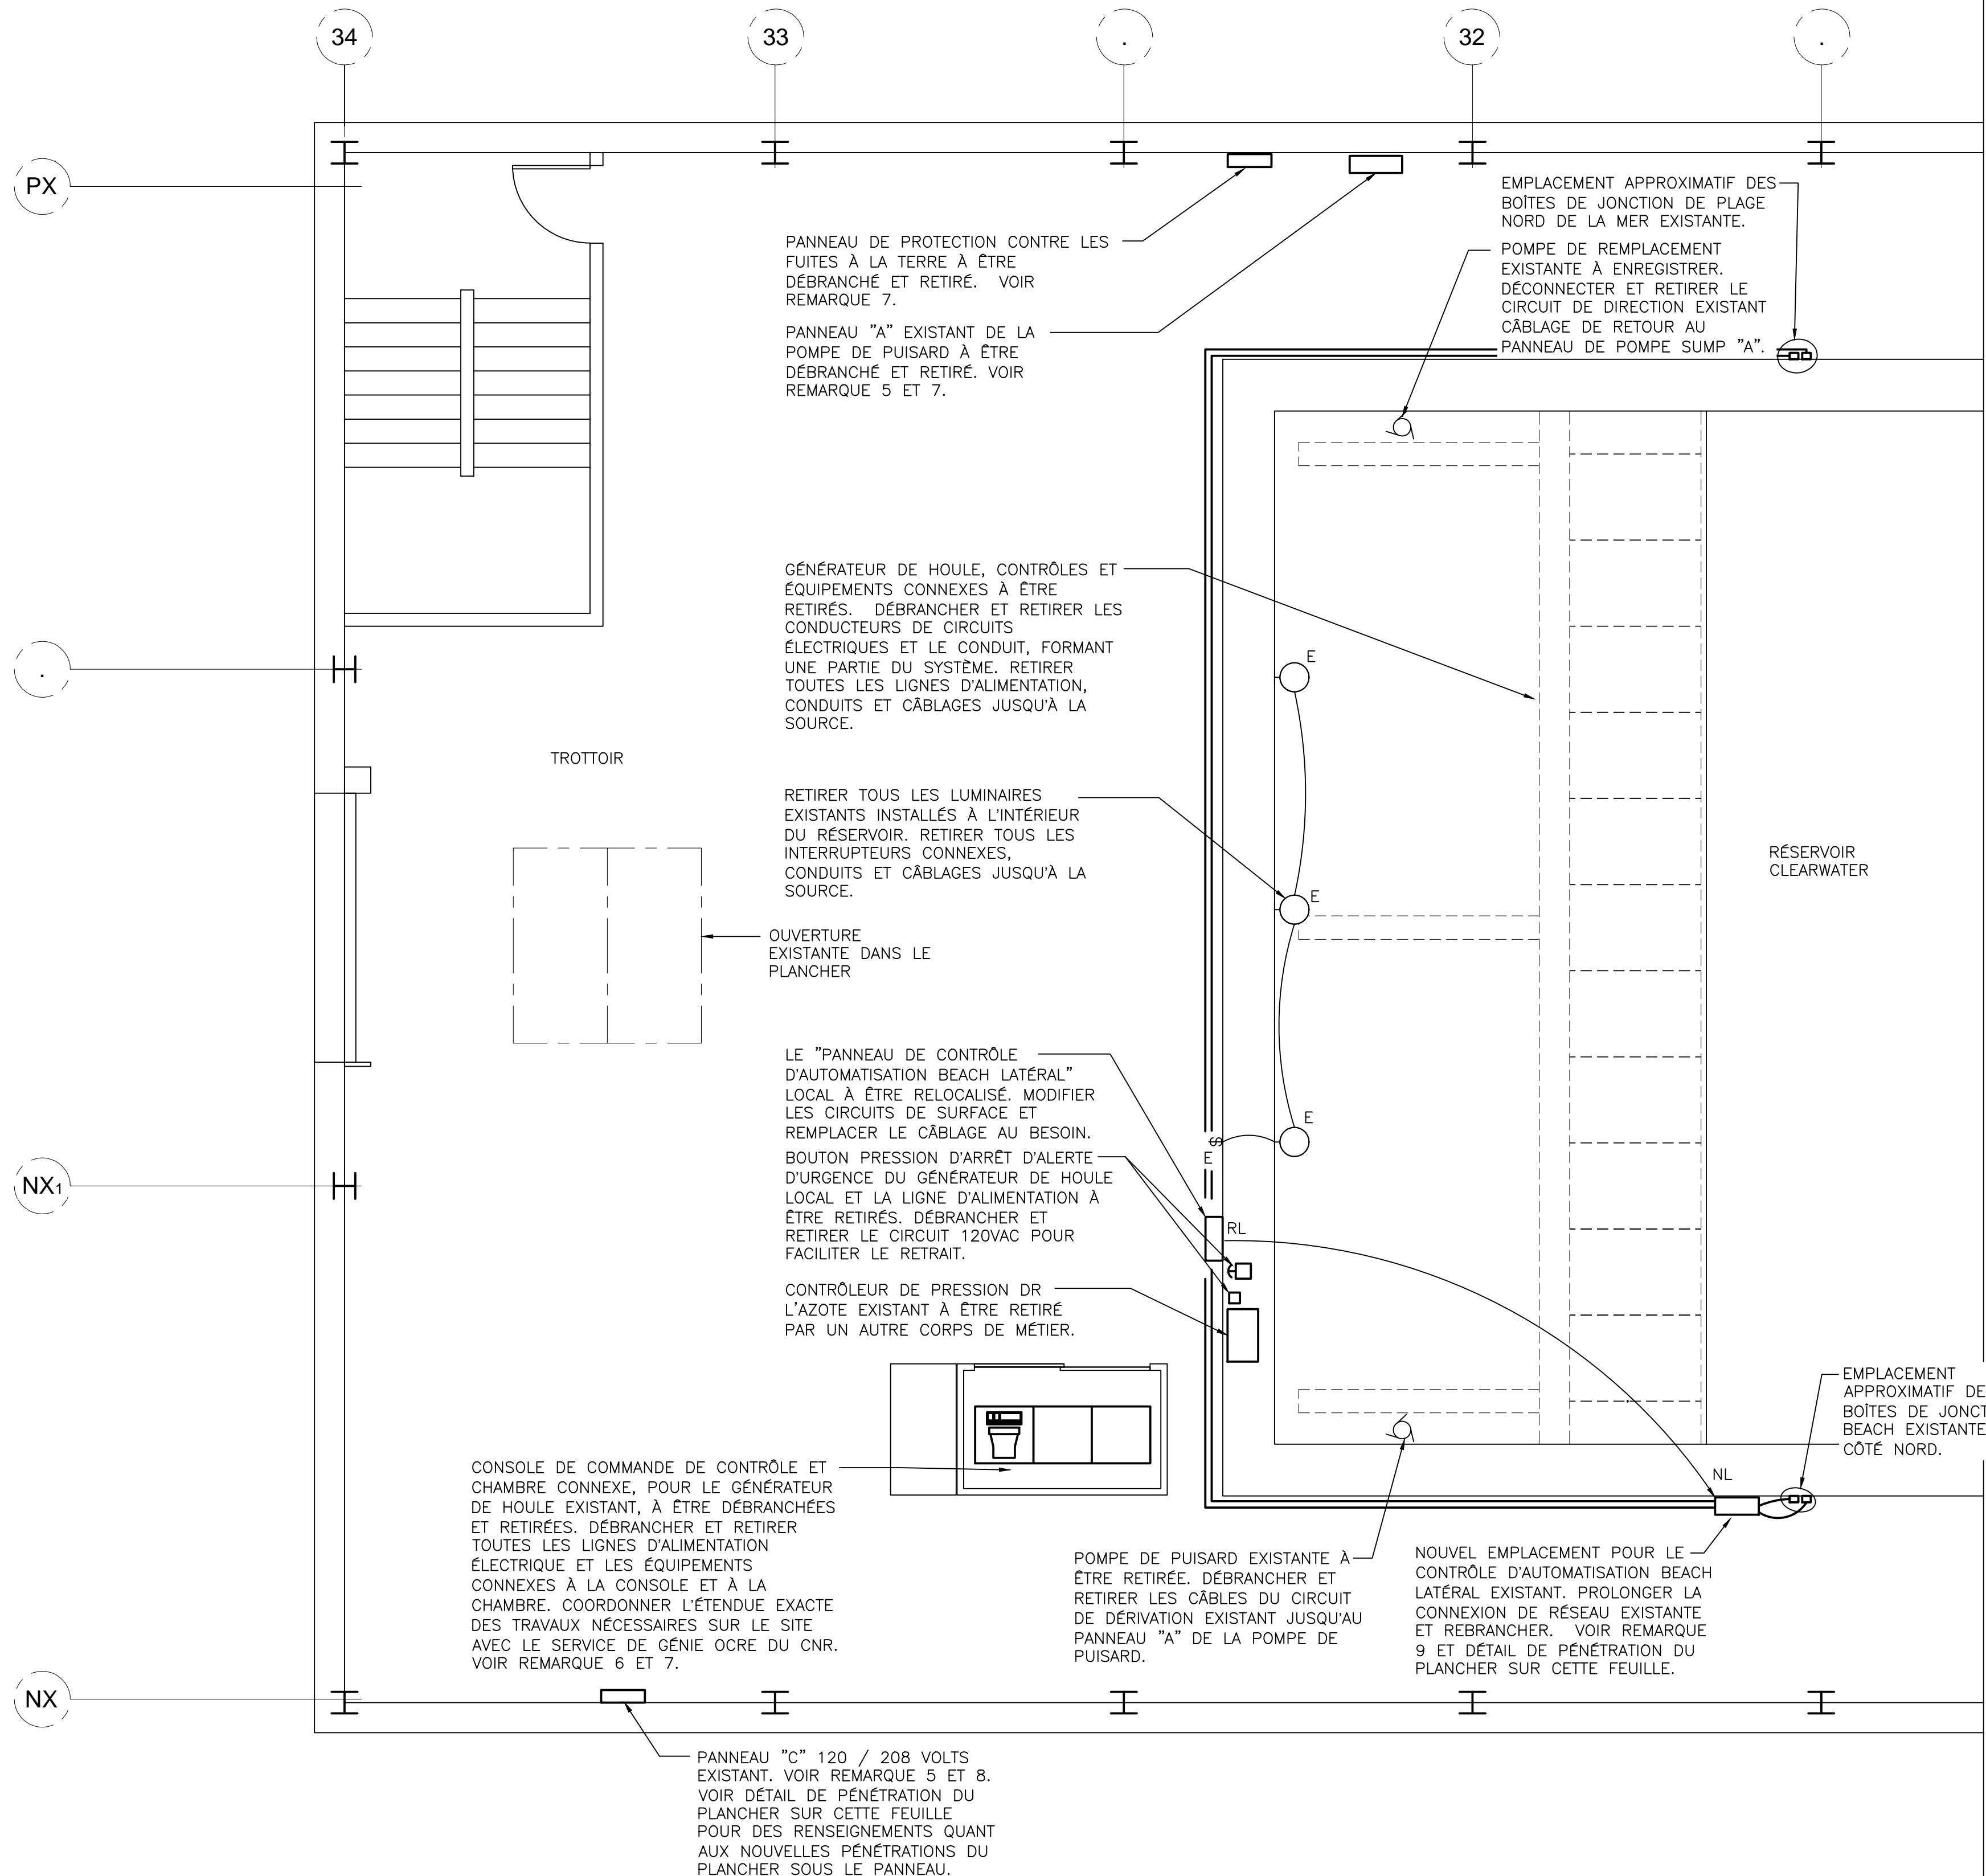 34
33
.
32
.
PX
.
NX1
NX
EMPLACEMENT APPROXIMATIF DES
BOÎTES DE JONCTION DE PLAGE
NORD DE LA MER EXISTANTE.
POMPE DE REMPLACEMENT
EXISTANTE À ENREGISTRER.
DÉCONNECTER ET RETIRER LE
CIRCUIT DE DIRECTION EXISTANT
CÂBLAGE DE RETOUR AU
PANNEAU DE POMPE SUMP "A".
PANNEAU DE PROTECTION CONTRE LES
FUITES À LA TERRE À ÊTRE
DÉBRANCHÉ ET RETIRÉ. VOIR
REMARQUE 7.
PANNEAU "A" EXISTANT DE LA
POMPE DE PUISARD À ÊTRE
DÉBRANCHÉ ET RETIRÉ. VOIR
REMARQUE 5 ET 7.
GÉNÉRATEUR DE HOULE, CONTRÔLES ET
ÉQUIPEMENTS CONNEXES À ÊTRE
RETIRÉS. DÉBRANCHER ET RETIRER LES
CONDUCTEURS DE CIRCUITS
ÉLECTRIQUES ET LE CONDUIT, FORMANT
UNE PARTIE DU SYSTÈME. RETIRER
TOUTES LES LIGNES D'ALIMENTATION,
CONDUITS ET CÂBLAGES JUSQU'À LA
SOURCE.
E
TROTTOIR
RETIRER TOUS LES LUMINAIRES
EXISTANTS INSTALLÉS À L'INTÉRIEUR
DU RÉSERVOIR. RETIRER TOUS LES
INTERRUPTEURS CONNEXES,
CONDUITS ET CÂBLAGES JUSQU'À LA
SOURCE.
E
RÉSERVOIR
CLEARWATER
OUVERTURE
EXISTANTE DANS LE
PLANCHER
LE "PANNEAU DE CONTRÔLE
D'AUTOMATISATION BEACH LATÉRAL"
LOCAL À ÊTRE RELOCALISÉ. MODIFIER
LES CIRCUITS DE SURFACE ET
REMPLACER LE CÂBLAGE AU BESOIN.
E
$
E
BOUTON PRESSION D'ARRÊT D'ALERTE
D'URGENCE DU GÉNÉRATEUR DE HOULE
LOCAL ET LA LIGNE D'ALIMENTATION À
ÊTRE RETIRÉS. DÉBRANCHER ET
RETIRER LE CIRCUIT 120VAC POUR
FACILITER LE RETRAIT.
RL
CONTRÔLEUR DE PRESSION DR
L'AZOTE EXISTANT À ÊTRE RETIRÉ
PAR UN AUTRE CORPS DE MÉTIER.
EMPLACEMENT
APPROXIMATIF DE
BOÎTES DE JONCT
BEACH EXISTANTE
CÔTÉ NORD.
NL
CONSOLE DE COMMANDE DE CONTRÔLE ET
CHAMBRE CONNEXE, POUR LE GÉNÉRATEUR
DE HOULE EXISTANT, À ÊTRE DÉBRANCHÉES
ET RETIRÉES. DÉBRANCHER ET RETIRER
TOUTES LES LIGNES D'ALIMENTATION
ÉLECTRIQUE ET LES ÉQUIPEMENTS
CONNEXES À LA CONSOLE ET À LA
CHAMBRE. COORDONNER L'ÉTENDUE EXACTE
DES TRAVAUX NÉCESSAIRES SUR LE SITE
AVEC LE SERVICE DE GÉNIE OCRE DU CNR.
VOIR REMARQUE 6 ET 7.
POMPE DE PUISARD EXISTANTE À
ÊTRE RETIRÉE. DÉBRANCHER ET
RETIRER LES CÂBLES DU CIRCUIT
DE DÉRIVATION EXISTANT JUSQU'AU
PANNEAU "A" DE LA POMPE DE
PUISARD.
NOUVEL EMPLACEMENT POUR LE
CONTRÔLE D'AUTOMATISATION BEACH
LATÉRAL EXISTANT. PROLONGER LA
CONNEXION DE RÉSEAU EXISTANTE
ET REBRANCHER. VOIR REMARQUE
9 ET DÉTAIL DE PÉNÉTRATION DU
PLANCHER SUR CETTE FEUILLE.
PANNEAU "C" 120 / 208 VOLTS
EXISTANT. VOIR REMARQUE 5 ET 8.
VOIR DÉTAIL DE PÉNÉTRATION DU
PLANCHER SUR CETTE FEUILLE
POUR DES RENSEIGNEMENTS QUANT
AUX NOUVELLES PÉNÉTRATIONS DU
PLANCHER SOUS LE PANNEAU.